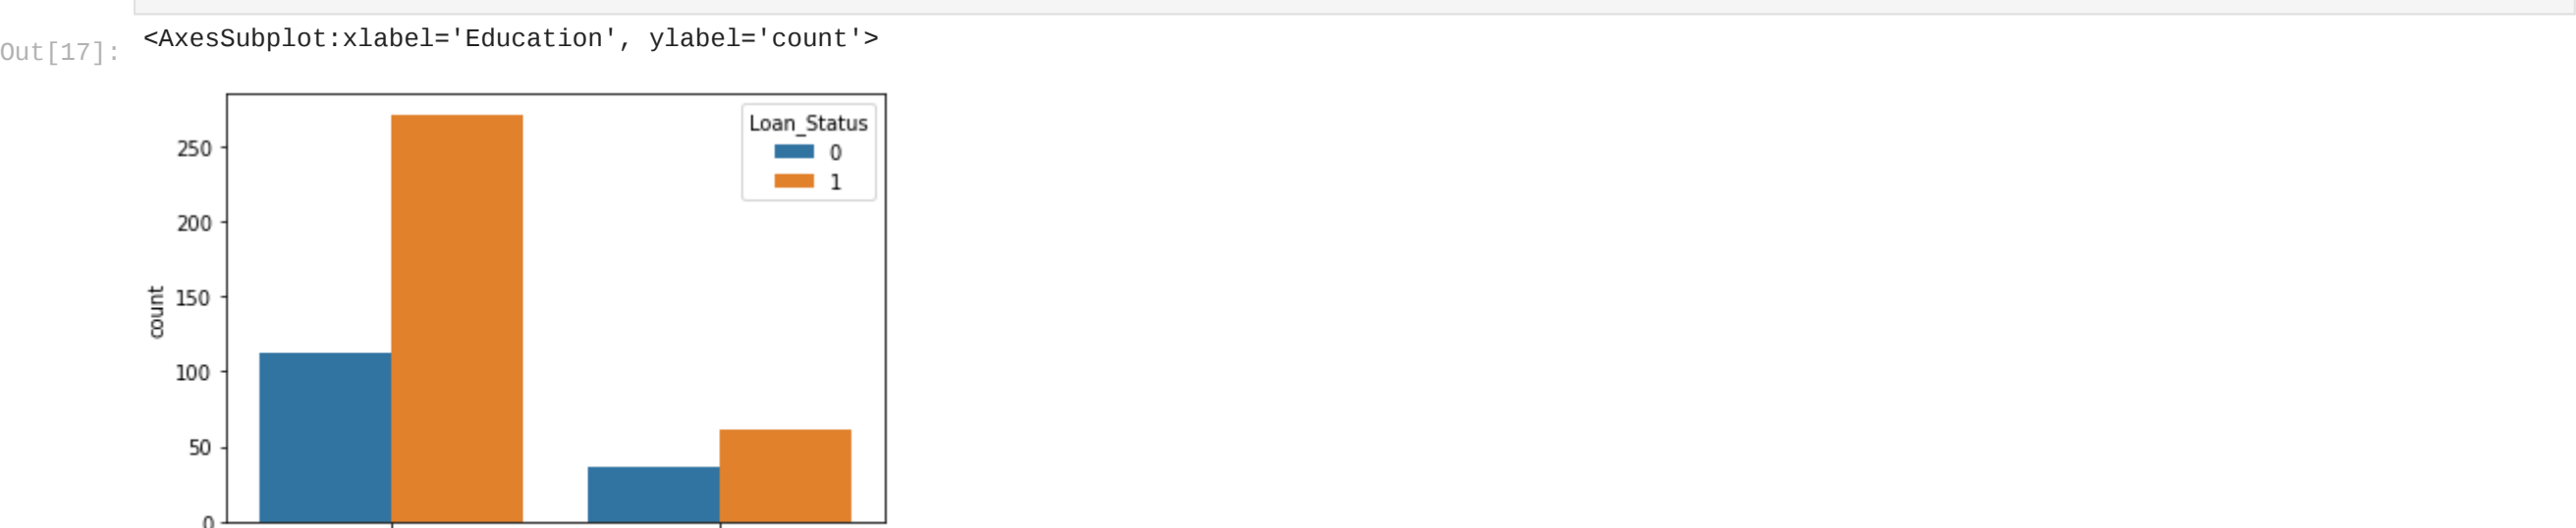 <AxesSubplot:xlabel='Education', ylabel='count'>
Out[17]:
Loan_Status
0
1
250
200
150
100
50
0
count